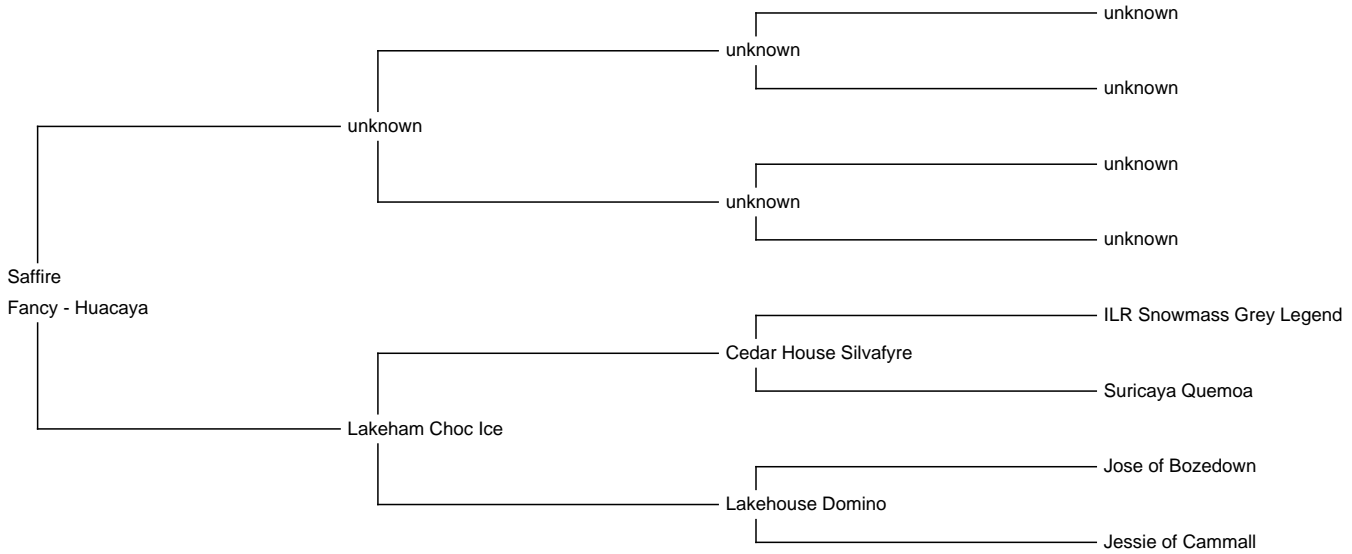 unknown
unknown
unknown
unknown
unknown
unknown
unknown
Saffire
Fancy - Huacaya
ILR Snowmass Grey Legend
Cedar House Silvafyre
Suricaya Quemoa
Lakeham Choc Ice
Jose of Bozedown
Lakehouse Domino
Jessie of Cammall